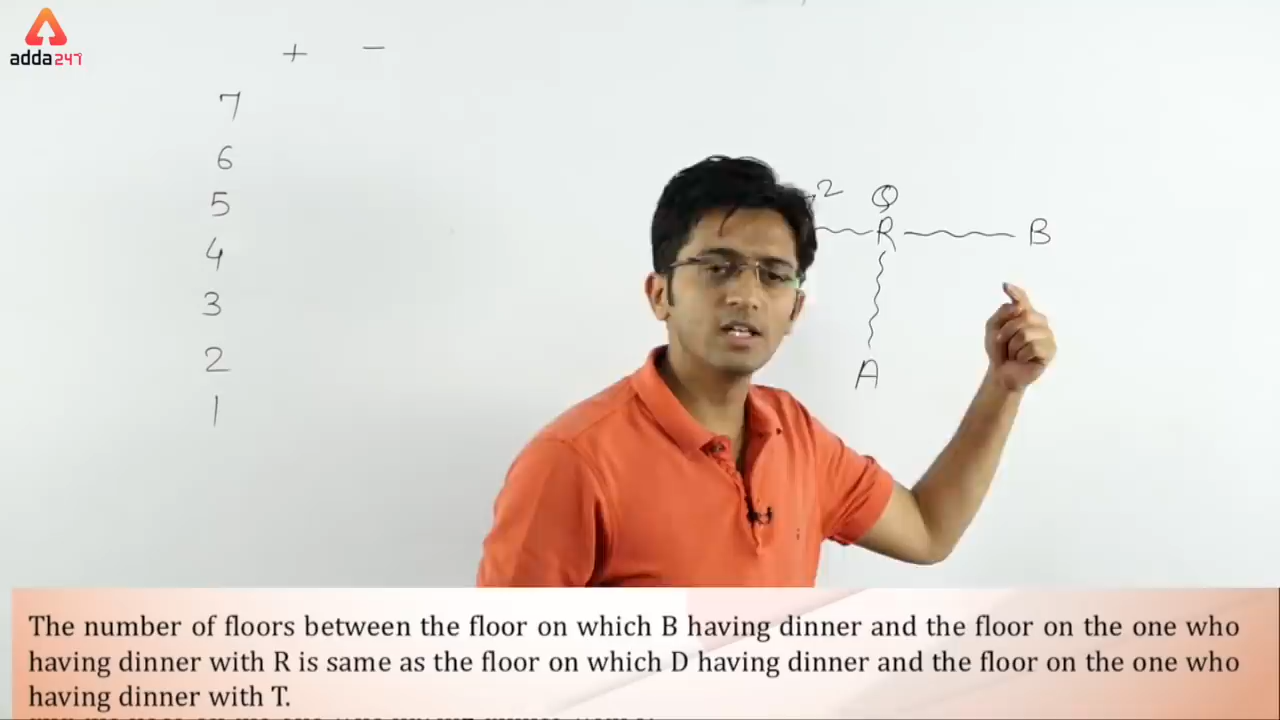 adda247
+ -
7
6
5
4
3
2
1
2 Q
R B
A
The number of floors between the floor on which B having dinner and the floor on the one who
having dinner with R is same as the floor on which D having dinner and the floor on the one who
having dinner with T.